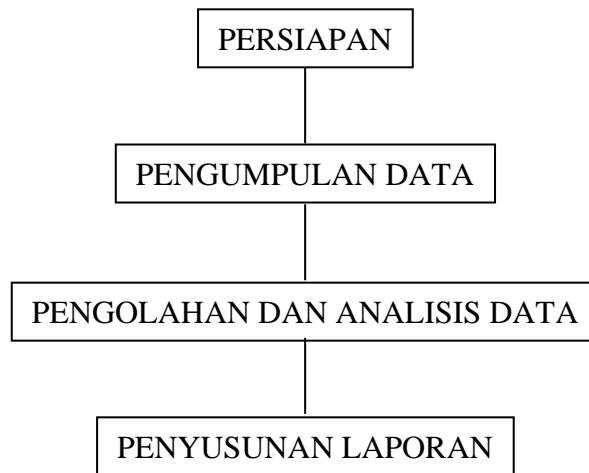 PERSIAPAN
PENGUMPULAN DATA
PENGOLAHAN DAN ANALISIS DATA
PENYUSUNAN LAPORAN